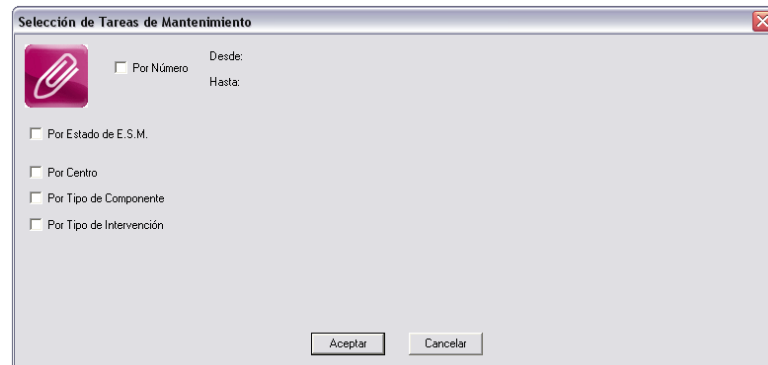 Selección de Tareas de Mantenimiento
Por Número
Desde:
Hasta:
Por Estado de E.S.M.
Por Centro
Por Tipo de Componente
Por Tipo de Intervención
Aceptar
Cancelar